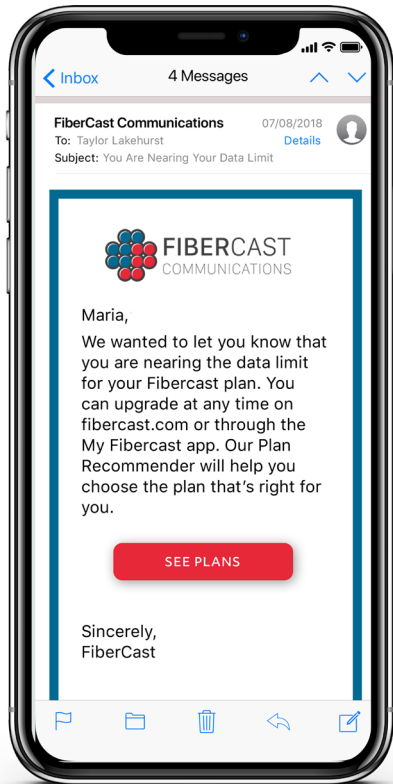 Inbox
4 Messages
FiberCast Communications 07/08/2018
To: Taylor Lakehurst Details
Subject: You Are Nearing Your Data Limit
FIBERCAST
COMMUNICATIONS
Maria,
We wanted to let you know that
you are nearing the data limit
for your Fibercast plan. You
can upgrade at any time on
fibercast.com or through the
My Fibercast app. Our Plan
Recommender will help you
choose the plan that's right for
you.
SEE PLANS
Sincerely,
FiberCast